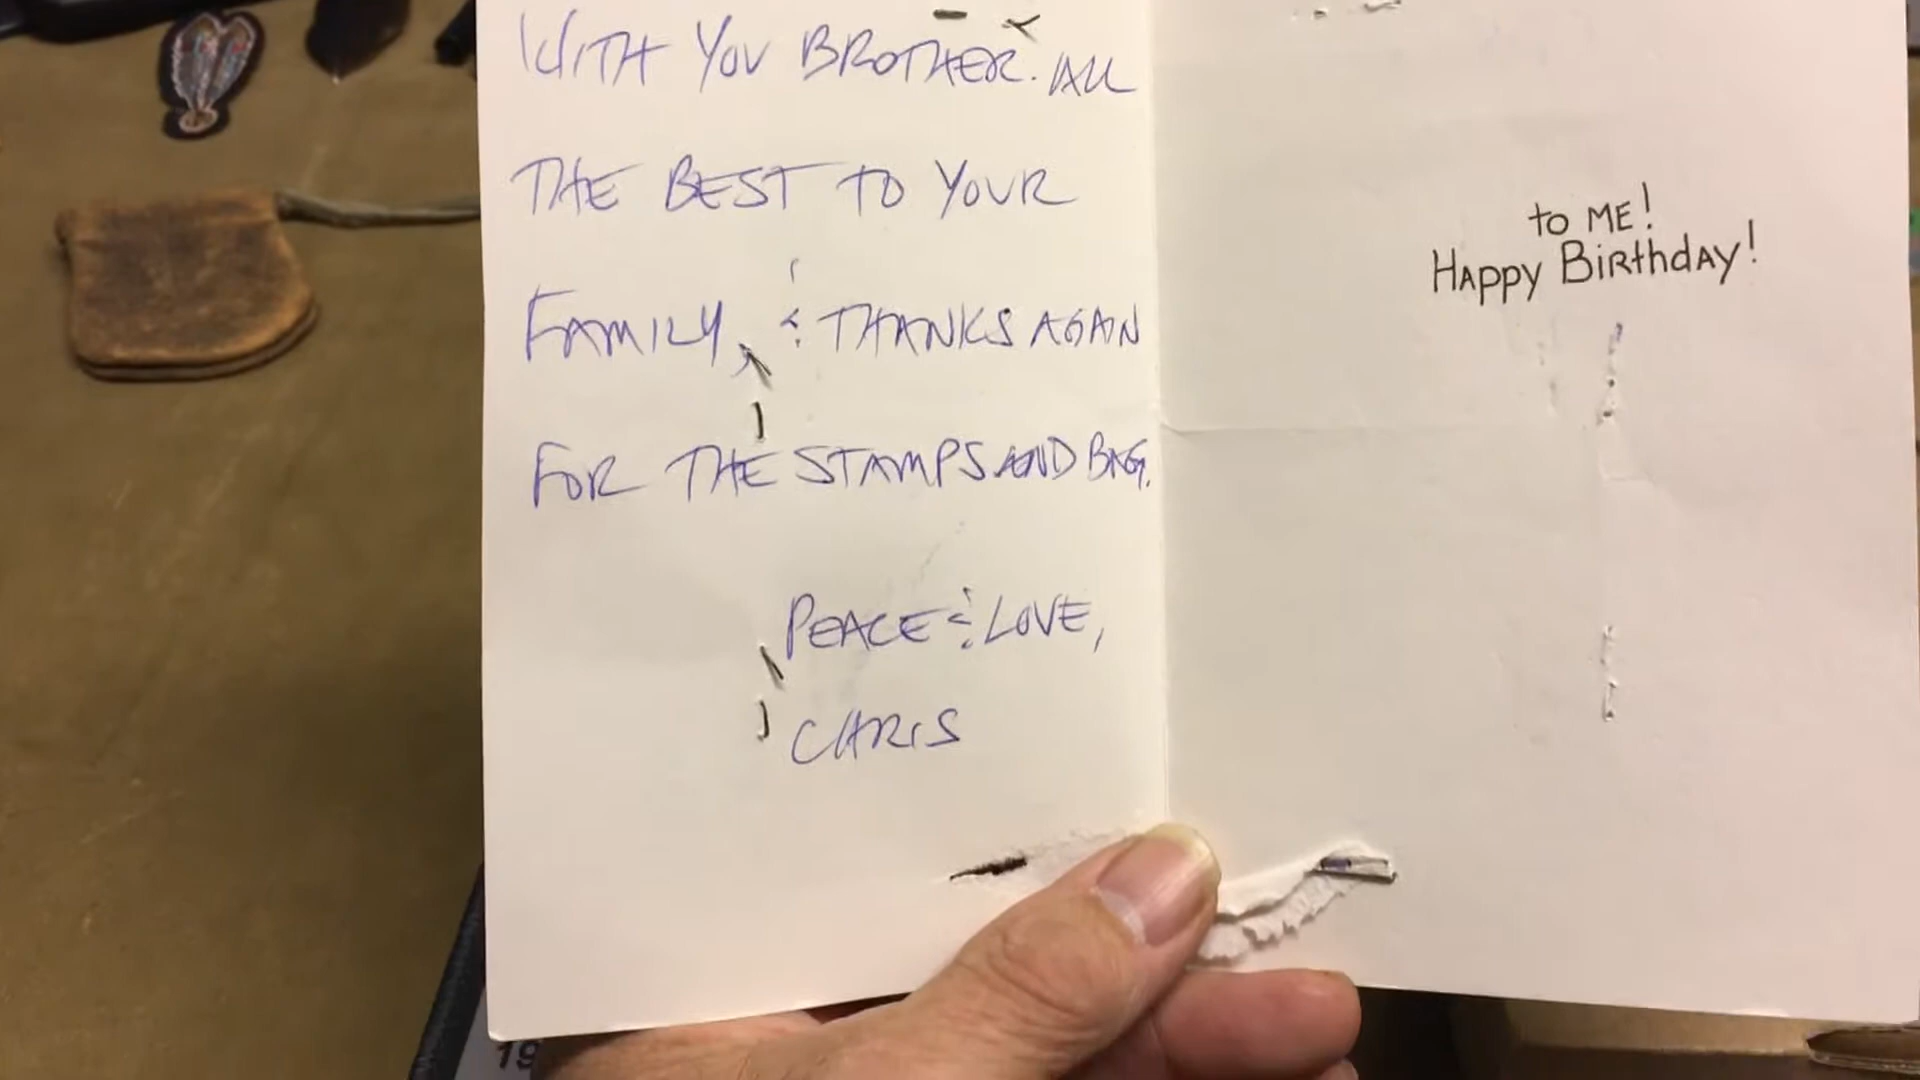 WITH YOU BROTHER. ALL
THE BEST TO YOUR
FAMILY & THANKS AGAIN
FOR THE STAMPS AND BAG.
PEACE & LOVE,
CHRIS
to ME!
HAPPY BiRthdAy!
19